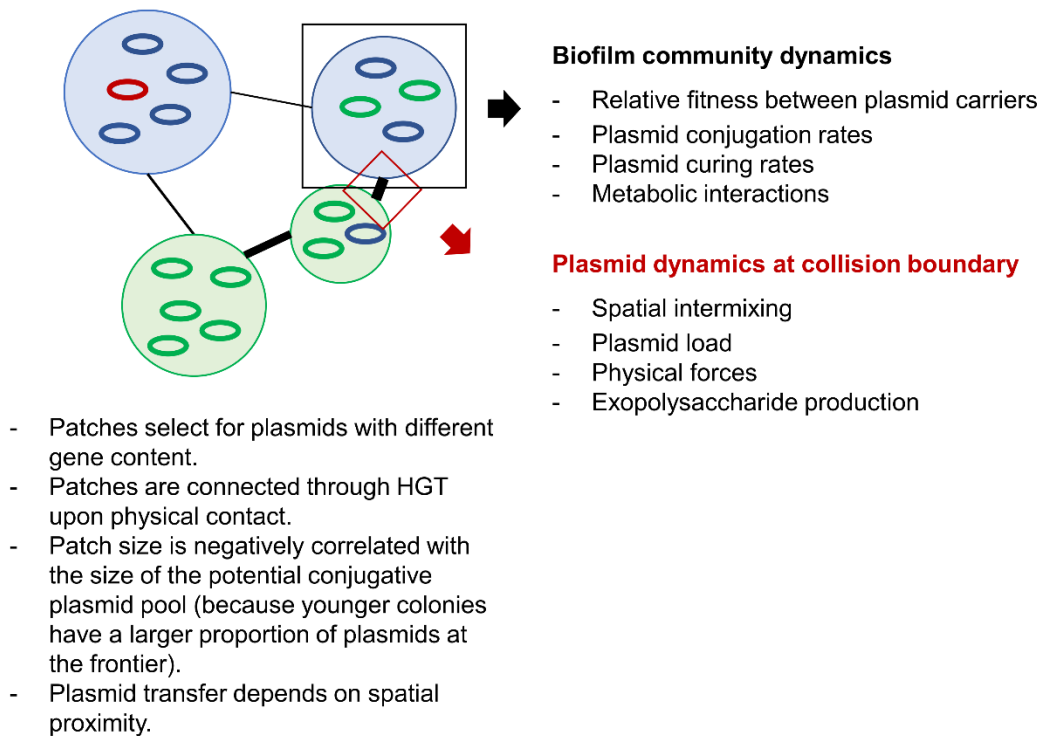 Biofilm community dynamics
- Relative fitness between plasmid carriers
- Plasmid conjugation rates
- Plasmid curing rates
- Metabolic interactions
Plasmid dynamics at collision boundary
- Spatial intermixing
- Plasmid load
- Physical forces
- Exopolysaccharide production
- Patches select for plasmids with different
gene content.
- Patches are connected through HGT
upon physical contact.
- Patch size is negatively correlated with
the size of the potential conjugative
plasmid pool (because younger colonies
have a larger proportion of plasmids at
the frontier).
- Plasmid transfer depends on spatial
proximity.